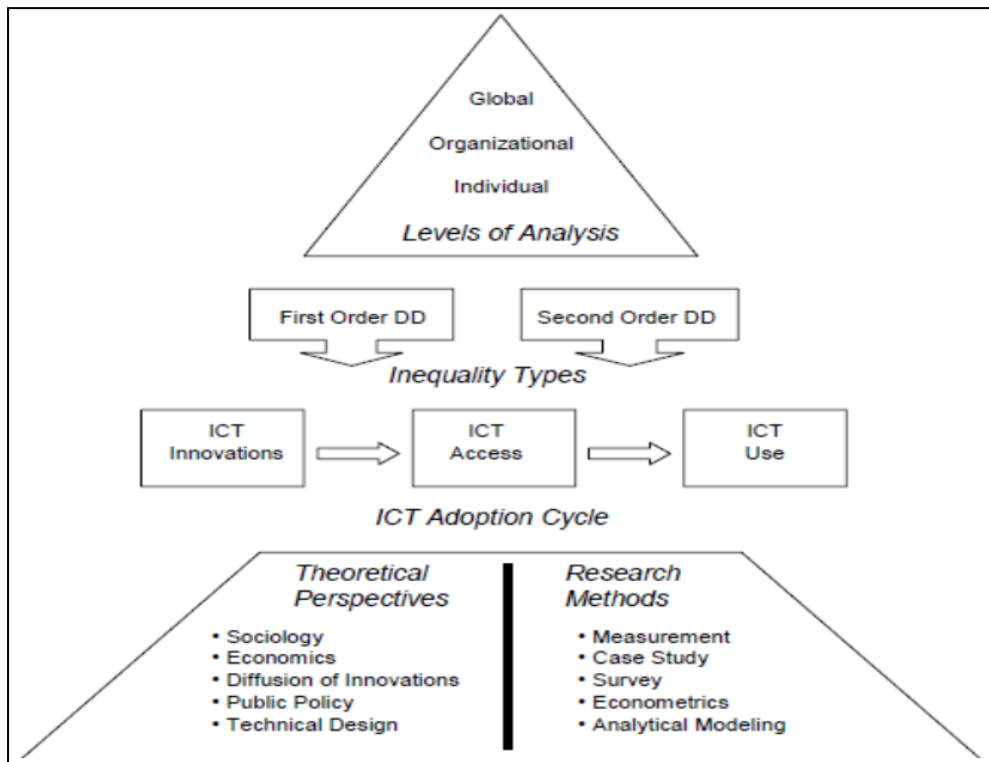 Global
Organizational
Individual
Levels of Analysis
First Order DD
Second Order DD
Inequality Types
ICT
Innovations
ICT
Access
ICT
Use
ICT Adoption Cycle
Theoretical
Perspectives
• Sociology
• Economics
• Diffusion of Innovations
• Public Policy
• Technical Design
Research
Methods
• Measurement
• Case Study
• Survey
• Econometrics
• Analytical Modeling